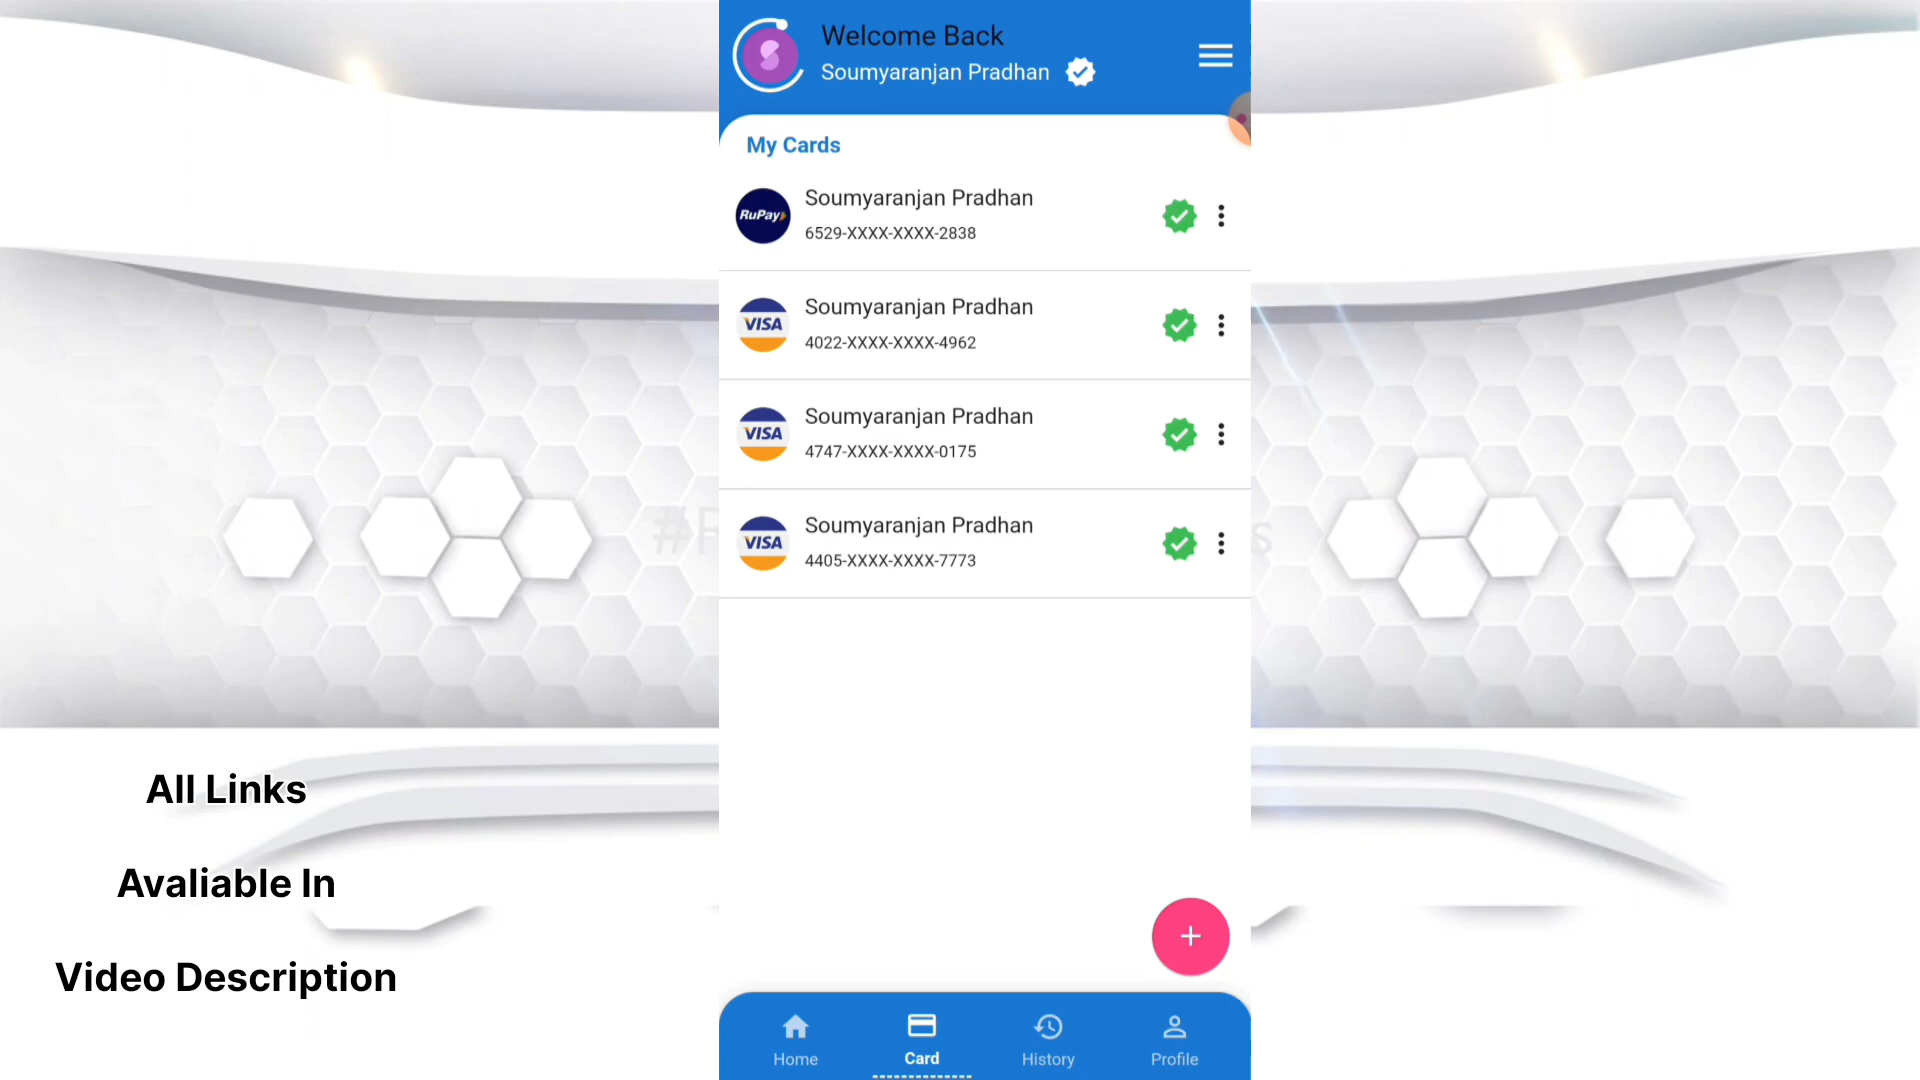 Welcome Back
Soumyaranjan Pradhan
My Cards
RuPay
Soumyaranjan Pradhan
6529-XXXX-XXXX-2838
VISA
Soumyaranjan Pradhan
4022-XXXX-XXXX-4962
VISA
Soumyaranjan Pradhan
4747-XXXX-XXXX-0175
VISA
Soumyaranjan Pradhan
4405-XXXX-XXXX-7773
All Links
Avaliable In
Video Description
Home
Card
History
Profile